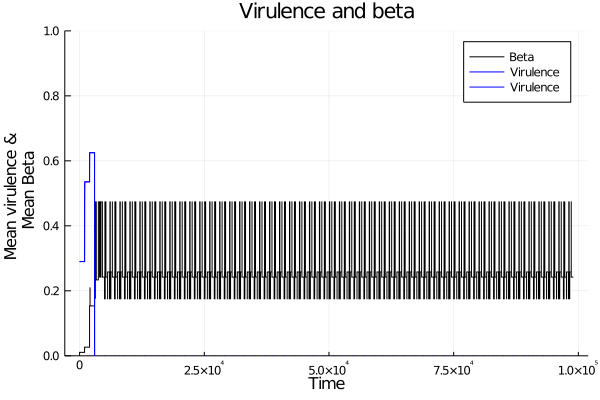 Virulence and beta
Mean virulence &
Mean Beta
1.0
0.8
0.6
0.4
0.2
0.0
Beta
Virulence
Virulence
0
2.5×10⁴
5.0×10⁴
7.5×10⁴
1.0×10⁵
Time